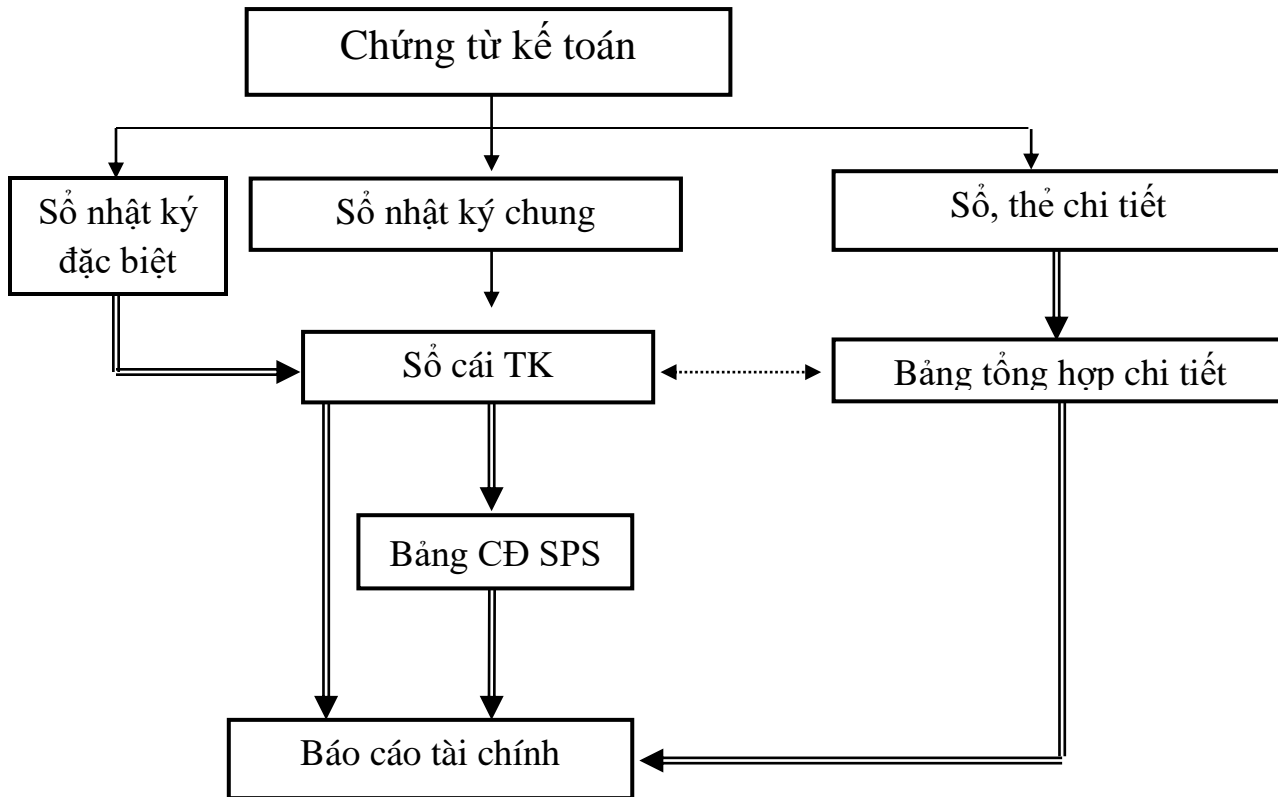 Chứng từ kế toán
Sổ nhật ký
đặc biệt
Sổ nhật ký chung
Sổ, thẻ chi tiết
Sổ cái TK
Bảng tổng hợp chi tiết
Bảng CĐ SPS
Báo cáo tài chính